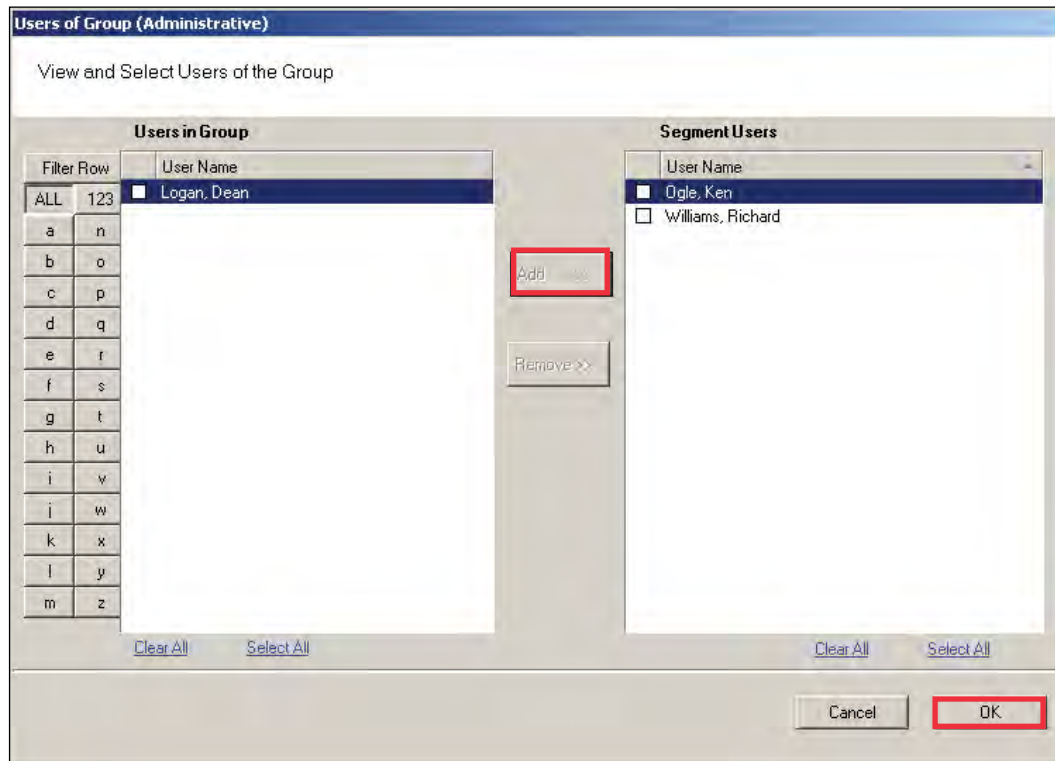 Users of Group (Administrative)
View and Select Users of the Group
Users in Group
Segment Users
Filter Row
User Name
User Name
ALL 123
Logan, Dean
Ogle, Ken
Williams, Richard
a n
b o
c p
d q
e r
f s
g t
h u
i v
j w
k x
l y
m z
Add
Remove >>
Clear All Select All
Clear All Select All
Cancel OK